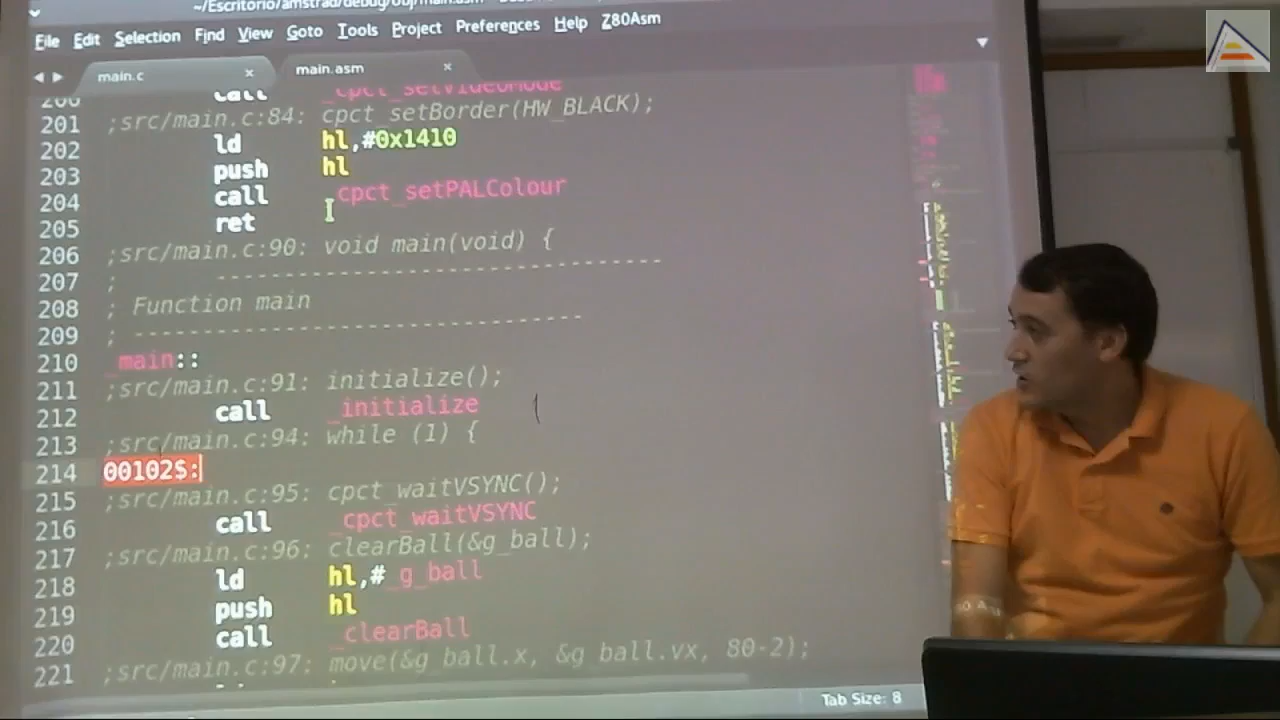 ~/Escritorio/amstrad/debug/obj/main.asm
File Edit Selection Find View Goto Tools Project Preferences Help Z80Asm
main.c × main.asm ×
200 call _cpct_setVideoMode
201 ;src/main.c:84: cpct_setBorder(HW_BLACK);
202 ld hl,#0x1410
203 push hl
204 call _cpct_setPALColour
205 ret
206 ;src/main.c:90: void main(void) {
207 ; ---------------------------------
208 ; Function main
209 ; ---------------------------------
210 _main::
211 ;src/main.c:91: initialize();
212 call _initialize
213 ;src/main.c:94: while (1) {
214 00102$:
215 ;src/main.c:95: cpct_waitVSYNC();
216 call _cpct_waitVSYNC
217 ;src/main.c:96: clearBall(&g_ball);
218 ld hl,#_g_ball
219 push hl
220 call _clearBall
221 ;src/main.c:97: move(&g_ball.x, &g_ball.vx, 80-2);
Tab Size: 8